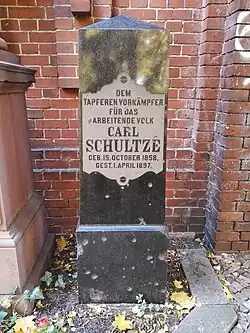 DEM
TAPFEREN VORKÄMPFER
FÜR DAS
ARBEITENDE VOLK
CARL
SCHULTZE
GEB. 15. OCTOBER 1858,
GEST. 1. APRIL 1897.